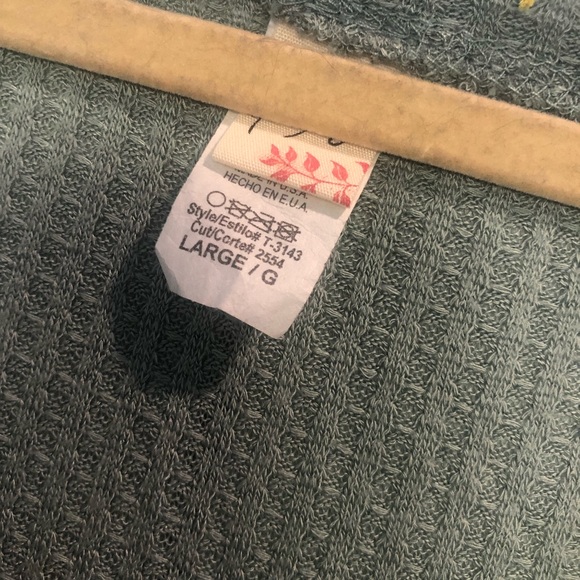 HECHO EN E.U.A.
Style/Estilo# T-3143
Cut/Corte# 2554
LARGE / G